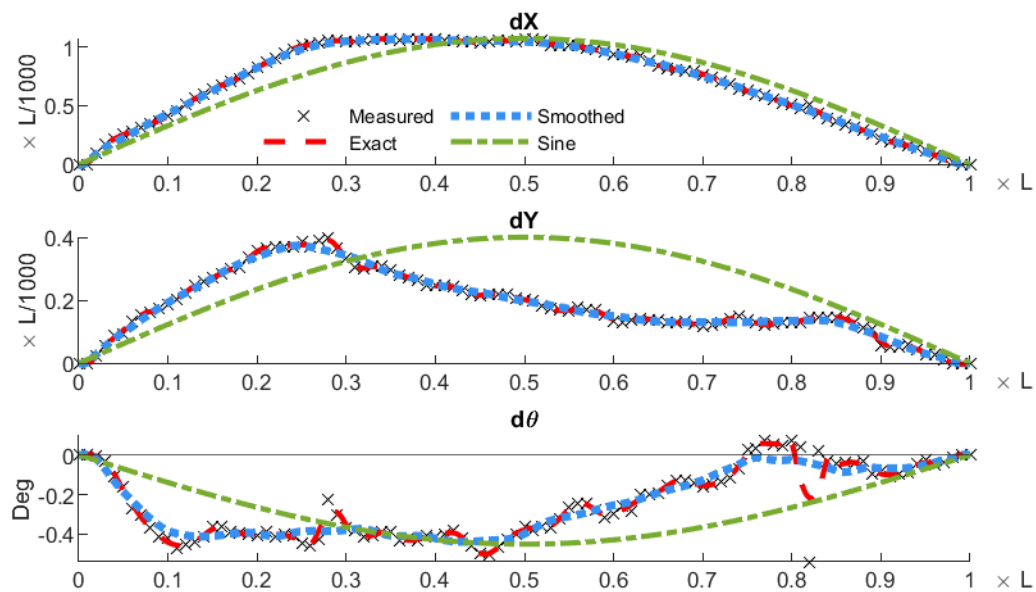 dX
× L/1000
1
0.5
0
× Measured
Smoothed
Exact
Sine
0 0.1 0.2 0.3 0.4 0.5 0.6 0.7 0.8 0.9 1 × L
dY
× L/1000
0.4
0.2
0
0 0.1 0.2 0.3 0.4 0.5 0.6 0.7 0.8 0.9 1 × L
dθ
Deg
0
-0.2
-0.4
0 0.1 0.2 0.3 0.4 0.5 0.6 0.7 0.8 0.9 1 × L